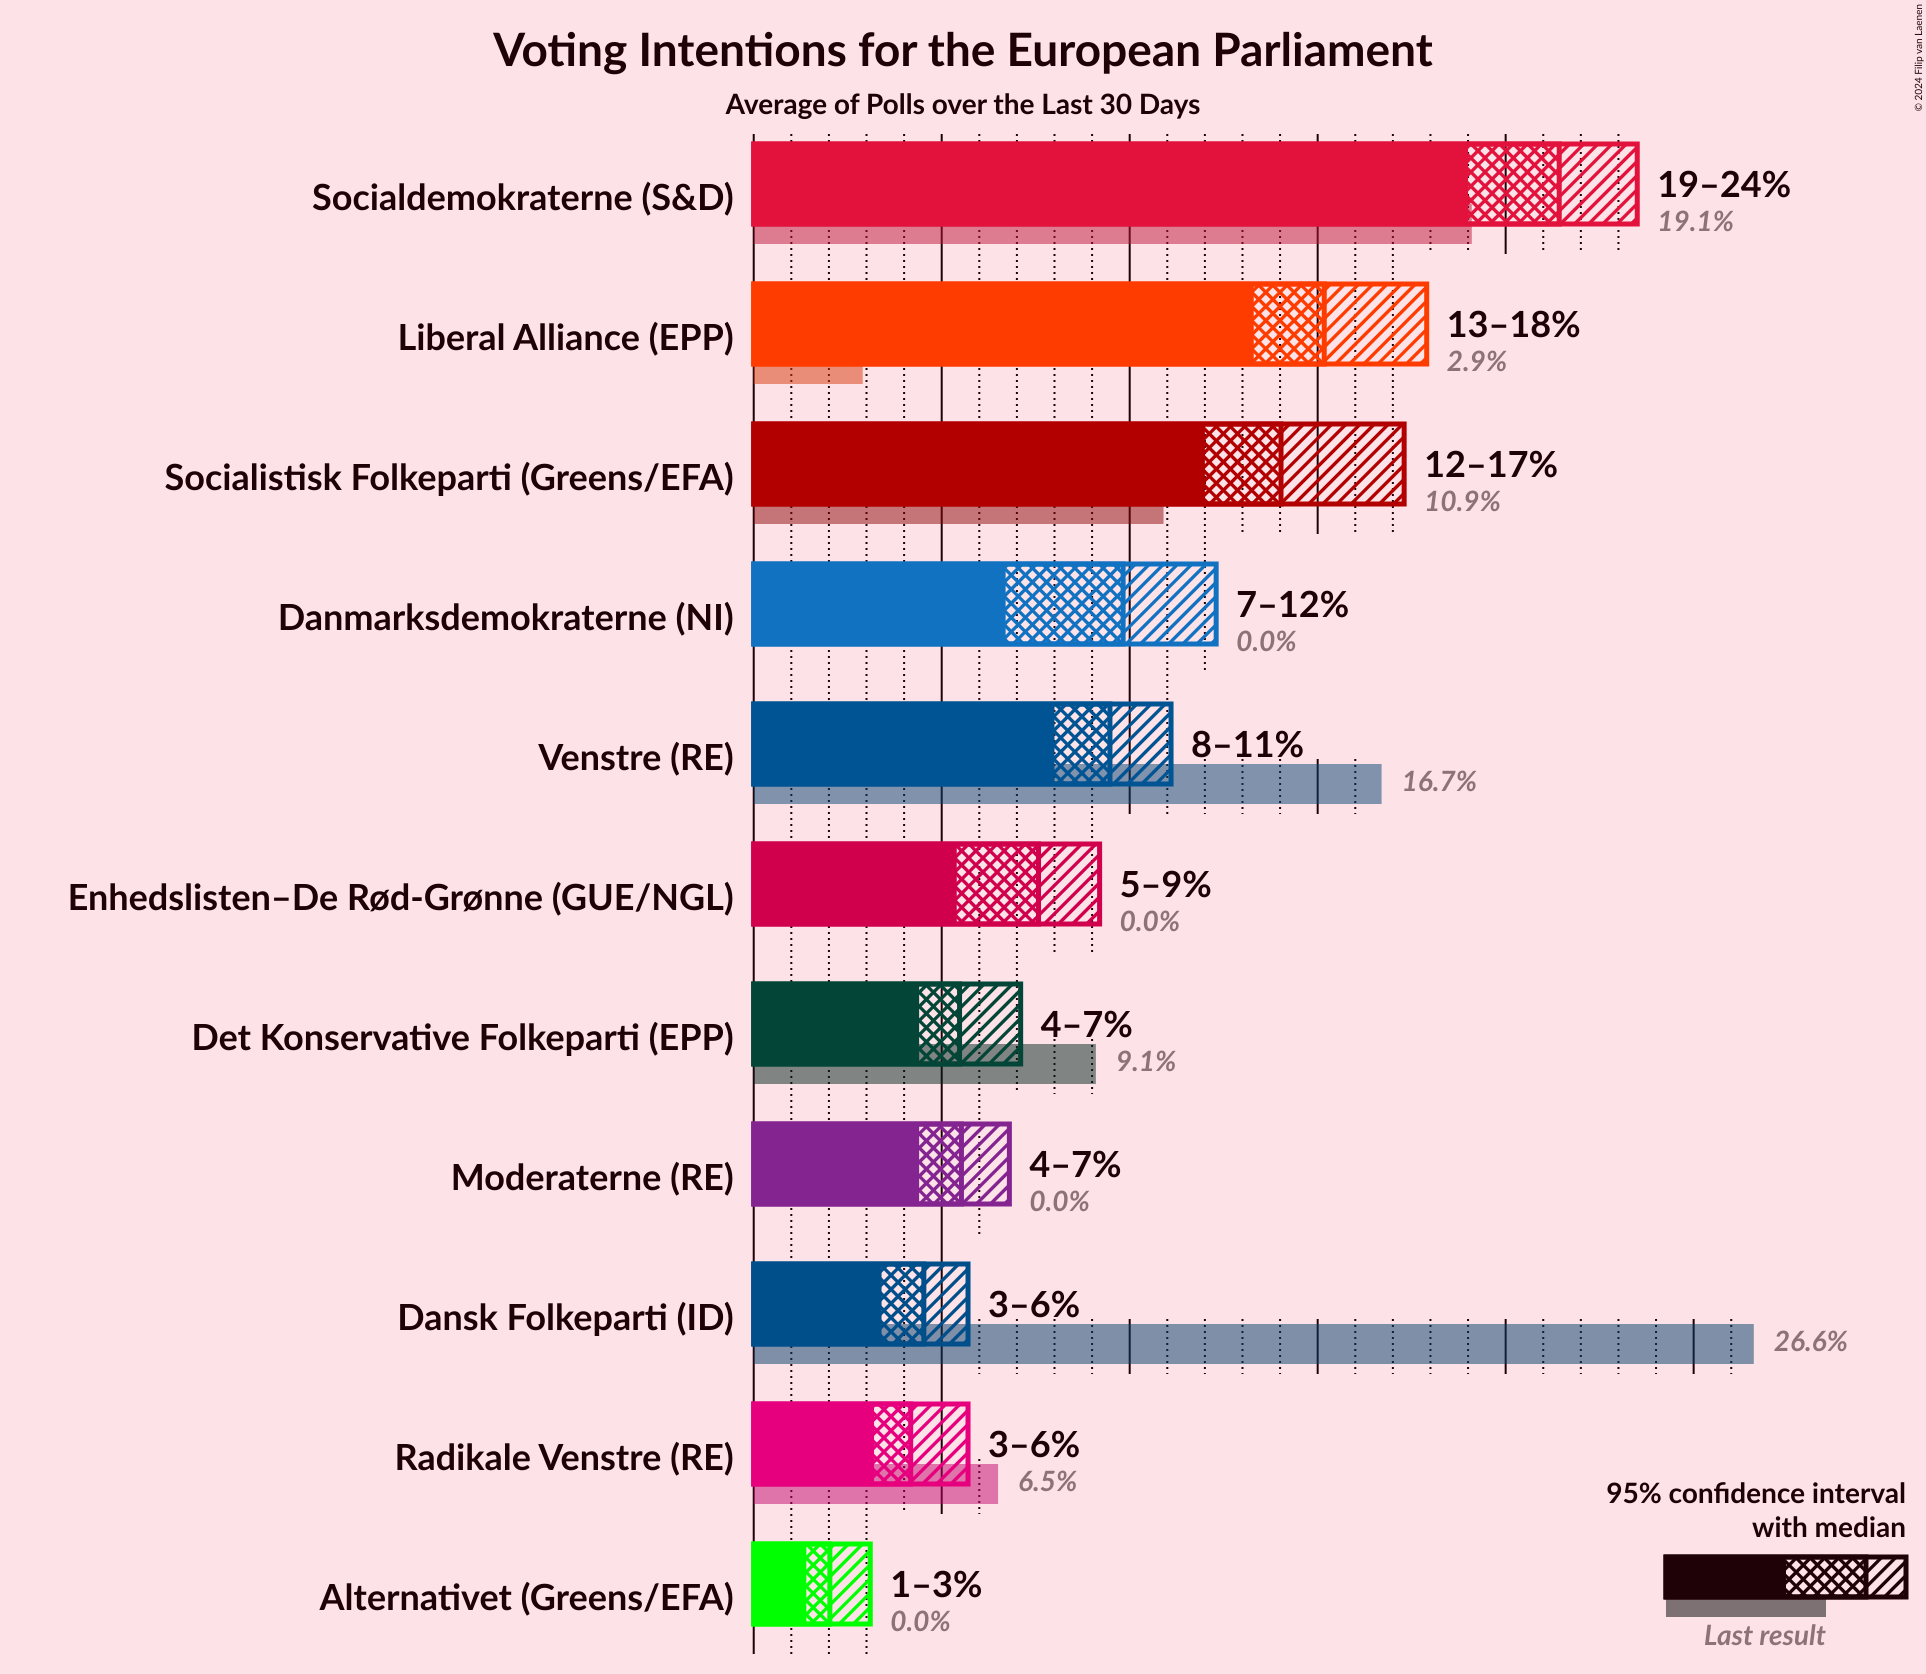 Voting Intentions for the European Parliament
Average of Polls over the Last 30 Days
© 2024 Filip van Laenen
Socialdemokraterne (S&D)
19–24%
19.1%
Liberal Alliance (EPP)
13–18%
2.9%
Socialistisk Folkeparti (Greens/EFA)
12–17%
10.9%
Danmarksdemokraterne (NI)
7–12%
0.0%
Venstre (RE)
8–11%
16.7%
Enhedslisten–De Rød-Grønne (GUE/NGL)
5–9%
0.0%
Det Konservative Folkeparti (EPP)
4–7%
9.1%
Moderaterne (RE)
4–7%
0.0%
Dansk Folkeparti (ID)
3–6%
26.6%
Radikale Venstre (RE)
3–6%
6.5%
Alternativet (Greens/EFA)
1–3%
0.0%
95% confidence interval
with median
Last result